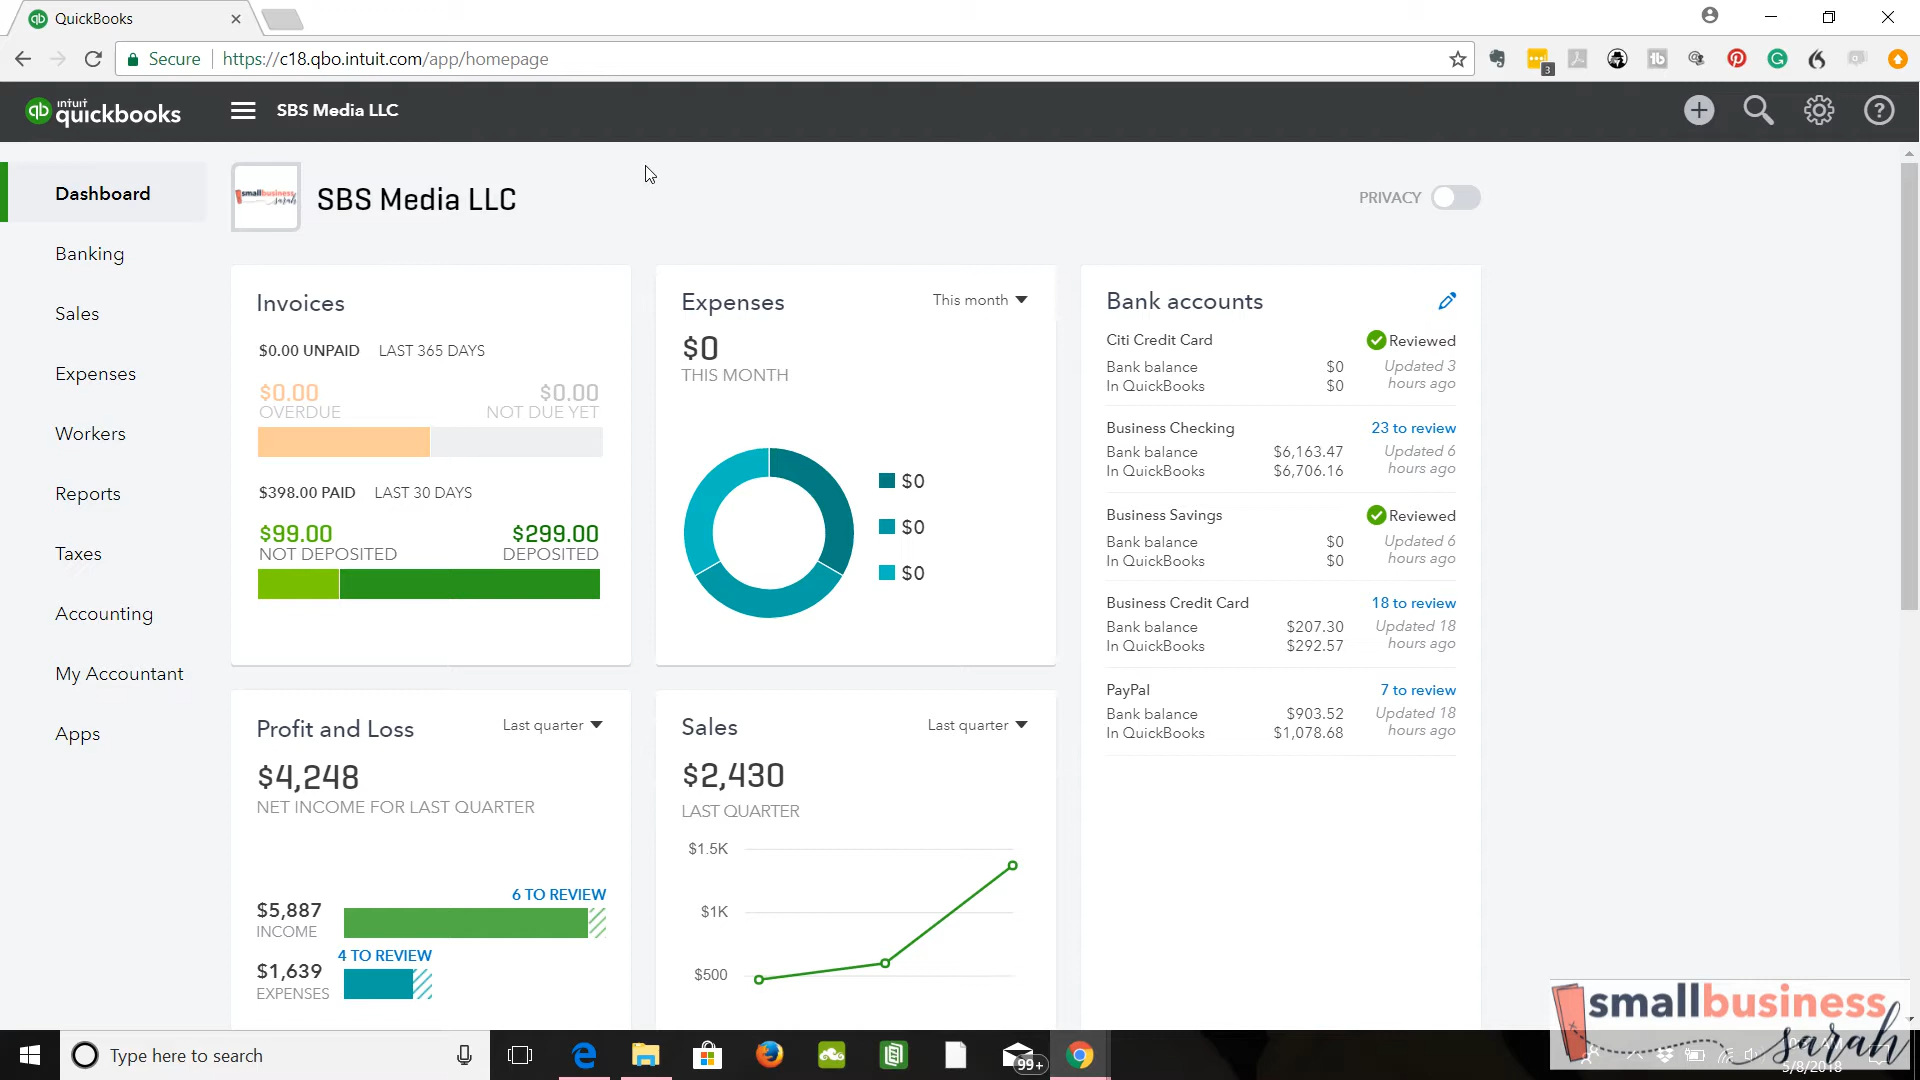 QuickBooks
Secure https://c18.qbo.intuit.com/app/homepage
3
qb intuit quickbooks
SBS Media LLC
Dashboard
Banking
Sales
Expenses
Workers
Reports
Taxes
Accounting
My Accountant
Apps
smallbusiness
sarah
SBS Media LLC
PRIVACY
Invoices
$0.00 UNPAID LAST 365 DAYS
$0.00 $0.00
OVERDUE NOT DUE YET
$398.00 PAID LAST 30 DAYS
$99.00 $299.00
NOT DEPOSITED DEPOSITED
Expenses This month
$0
THIS MONTH
$0
$0
$0
Bank accounts
Citi Credit Card Reviewed
Bank balance $0 Updated 3
In QuickBooks $0 hours ago
Business Checking 23 to review
Bank balance $6,163.47 Updated 6
In QuickBooks $6,706.16 hours ago
Business Savings Reviewed
Bank balance $0 Updated 6
In QuickBooks $0 hours ago
Business Credit Card 18 to review
Bank balance $207.30 Updated 18
In QuickBooks $292.57 hours ago
PayPal 7 to review
Bank balance $903.52 Updated 18
In QuickBooks $1,078.68 hours ago
Profit and Loss Last quarter
$4,248
NET INCOME FOR LAST QUARTER
6 TO REVIEW
$5,887
INCOME
4 TO REVIEW
$1,639
EXPENSES
Sales Last quarter
$2,430
LAST QUARTER
$1.5K
$1K
$500
smallbusiness
sarah
Type here to search
99+
5/8/2018